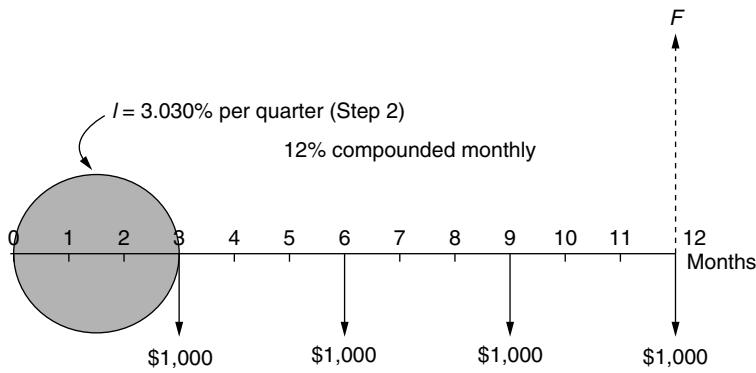 F
I = 3.030% per quarter (Step 2)
12% compounded monthly
0 1 2 3 4 5 6 7 8 9 10 11 12
Months
$1,000 $1,000 $1,000 $1,000